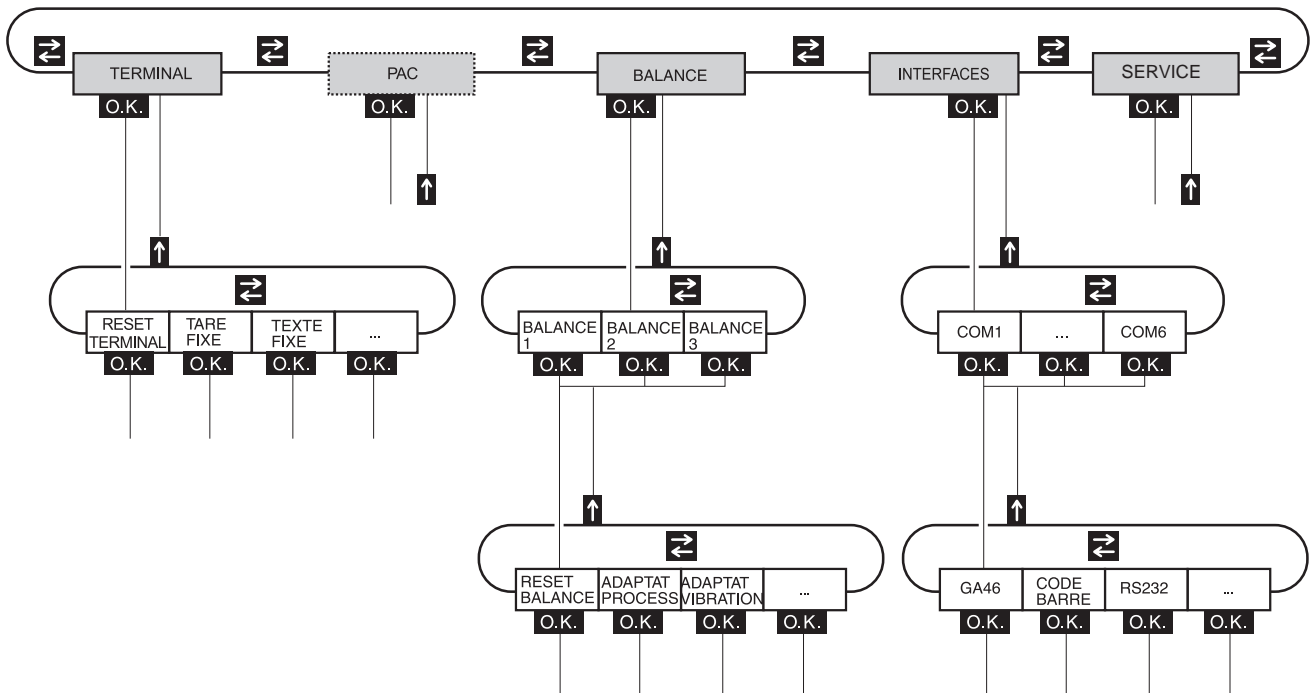 TERMINAL
PAC
BALANCE
INTERFACES
SERVICE
O.K.
O.K.
O.K.
O.K.
O.K.
RESET
TERMINAL
TARE
FIXE
TEXTE
FIXE
...
BALANCE
1
BALANCE
2
BALANCE
3
COM1
...
COM6
O.K.
O.K.
O.K.
O.K.
O.K.
O.K.
O.K.
O.K.
O.K.
O.K.
RESET
BALANCE
ADAPTAT
PROCESS
ADAPTAT
VIBRATION
...
GA46
CODE
BARRE
RS232
...
O.K.
O.K.
O.K.
O.K.
O.K.
O.K.
O.K.
O.K.